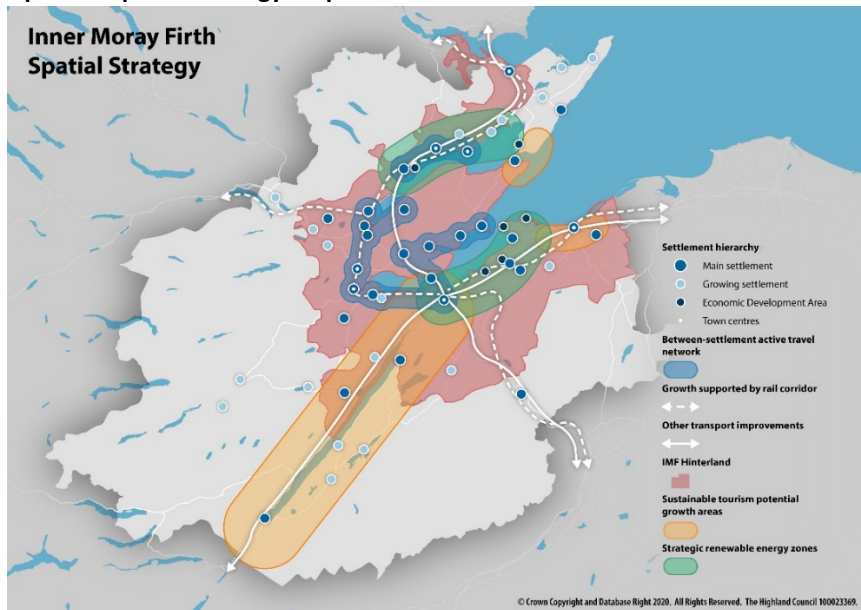 Inner Moray Firth
Spatial Strategy
Settlement hierarchy
Main settlement
Growing settlement
Economic Development Area
Town centres
Between-settlement active travel
network
Growth supported by rail corridor
Other transport improvements
IMF Hinterland
Sustainable tourism potential
growth areas
Strategic renewable energy zones
© Crown Copyright and Database Right 2020. All Rights Reserved. The Highland Council 100023369.